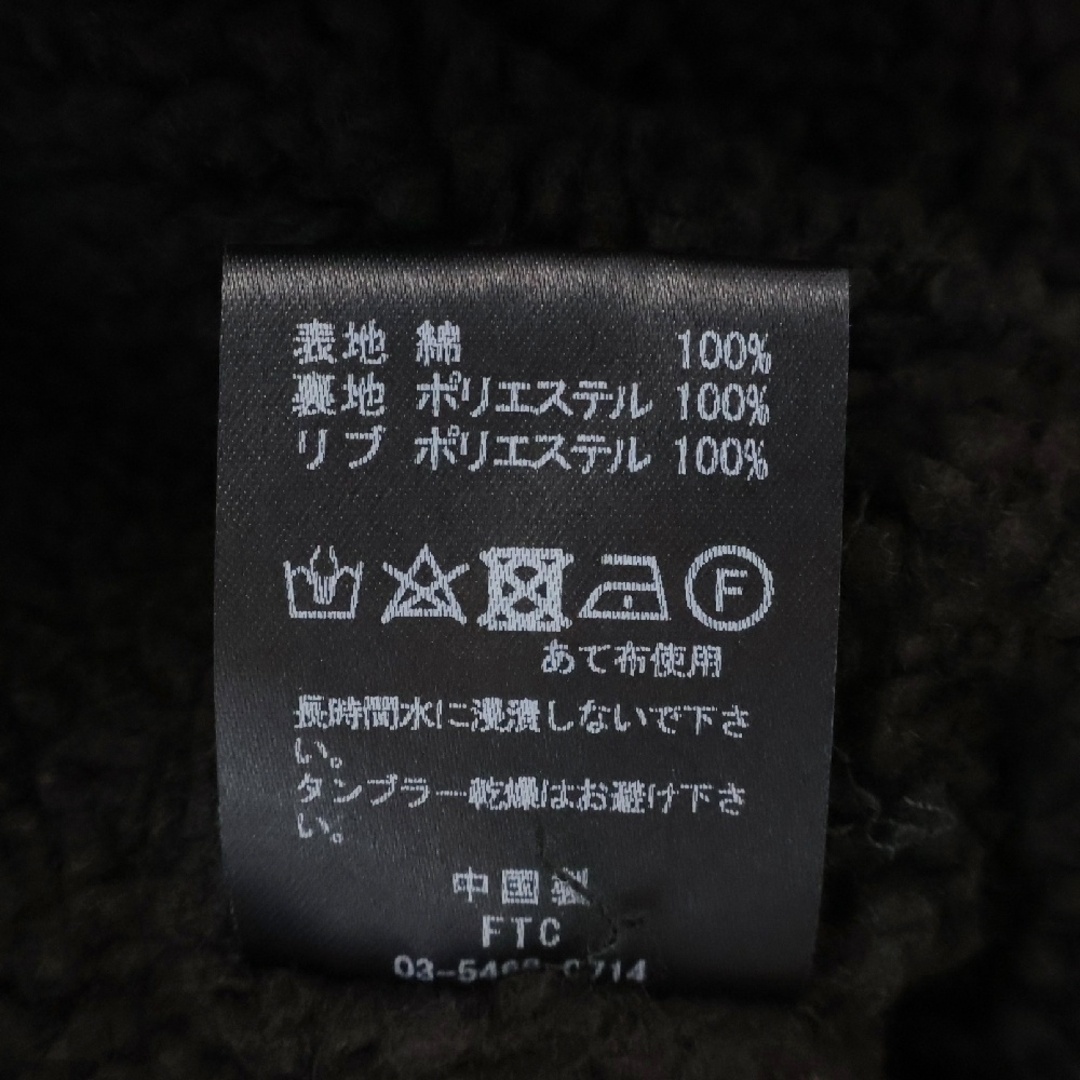 表地 綿 100%
裏地 ポリエステル 100%
リブ ポリエステル 100%
F
あて布使用
長時間水に浸漬しないで下さ
い。
タンブラー乾燥はお避け下さ
い。
中国製
FTC